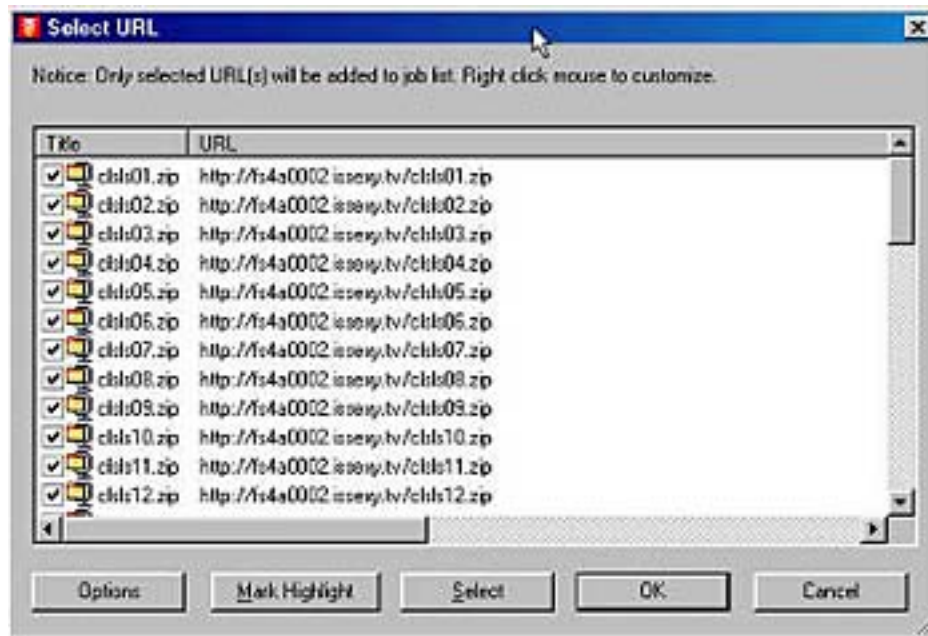 Select URL
Notice: Only selected URL(s) will be added to job list. Right click mouse to customize.
Title URL
clsls01.zip http://fs4a0002.issexy.tv/clsls01.zip
clsls02.zip http://fs4a0002.issexy.tv/clsls02.zip
clsls03.zip http://fs4a0002.issexy.tv/clsls03.zip
clsls04.zip http://fs4a0002.issexy.tv/clsls04.zip
clsls05.zip http://fs4a0002.issexy.tv/clsls05.zip
clsls06.zip http://fs4a0002.issexy.tv/clsls06.zip
clsls07.zip http://fs4a0002.issexy.tv/clsls07.zip
clsls08.zip http://fs4a0002.issexy.tv/clsls08.zip
clsls09.zip http://fs4a0002.issexy.tv/clsls09.zip
clsls10.zip http://fs4a0002.issexy.tv/clsls10.zip
clsls11.zip http://fs4a0002.issexy.tv/clsls11.zip
clsls12.zip http://fs4a0002.issexy.tv/clsls12.zip
Options Mark Highlight Select OK Cancel